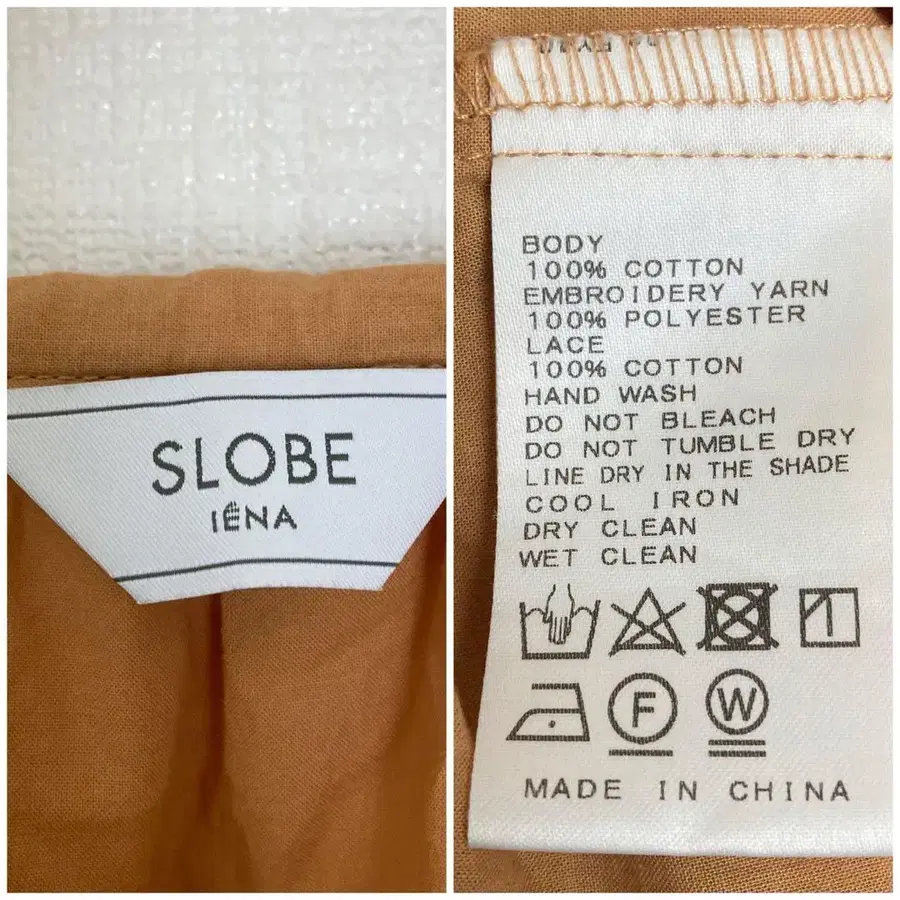 SLOBE
IÉNA
BODY
100% COTTON
EMBROIDERY YARN
100% POLYESTER
LACE
100% COTTON
HAND WASH
DO NOT BLEACH
DO NOT TUMBLE DRY
LINE DRY IN THE SHADE
COOL IRON
DRY CLEAN
WET CLEAN
F
W
MADE IN CHINA